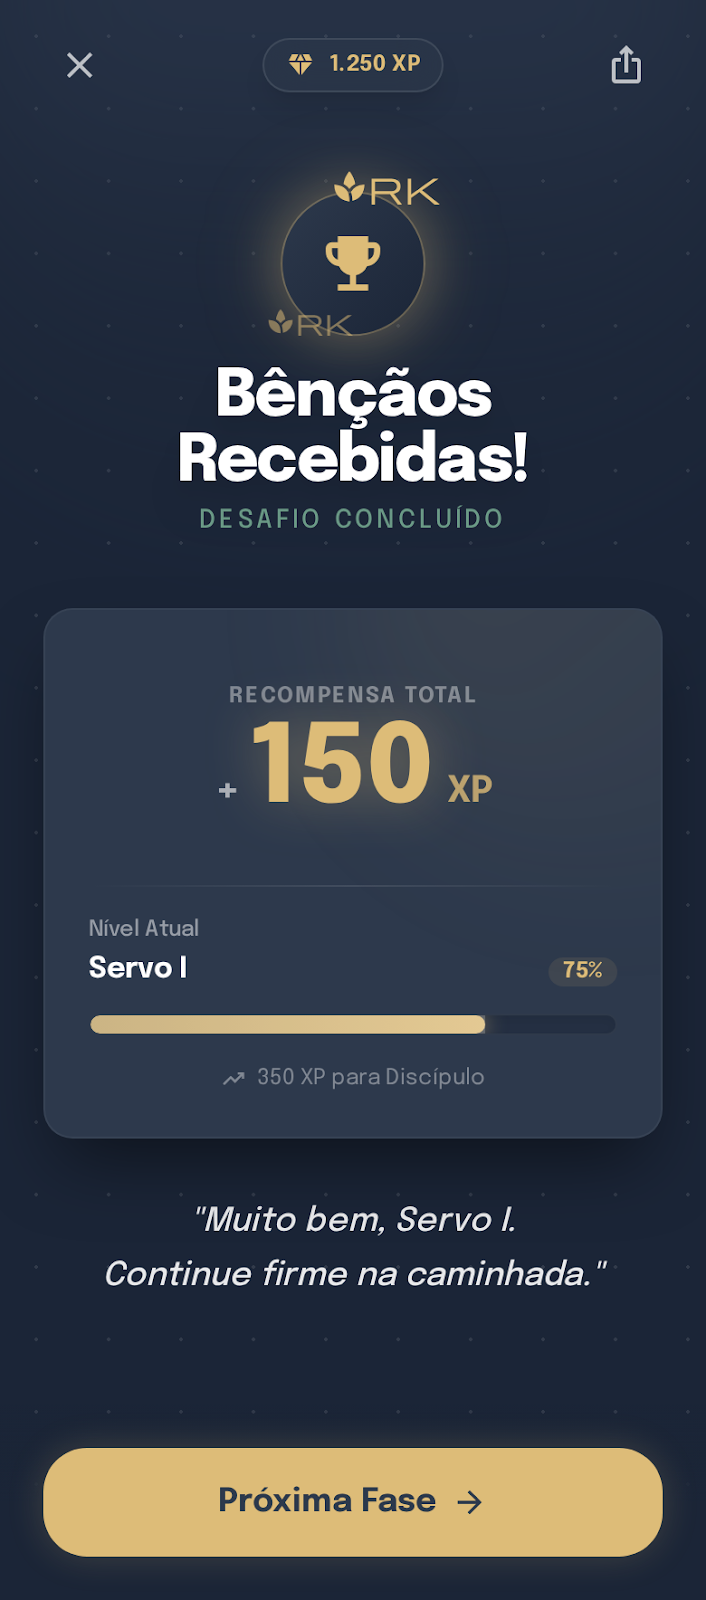 1.250 XP
RK
RK
Bênçãos
Recebidas!
DESAFIO CONCLUÍDO
RECOMPENSA TOTAL
+ 150 XP
Nível Atual
Servo I
75%
350 XP para Discípulo
"Muito bem, Servo I.
Continue firme na caminhada."
Próxima Fase →